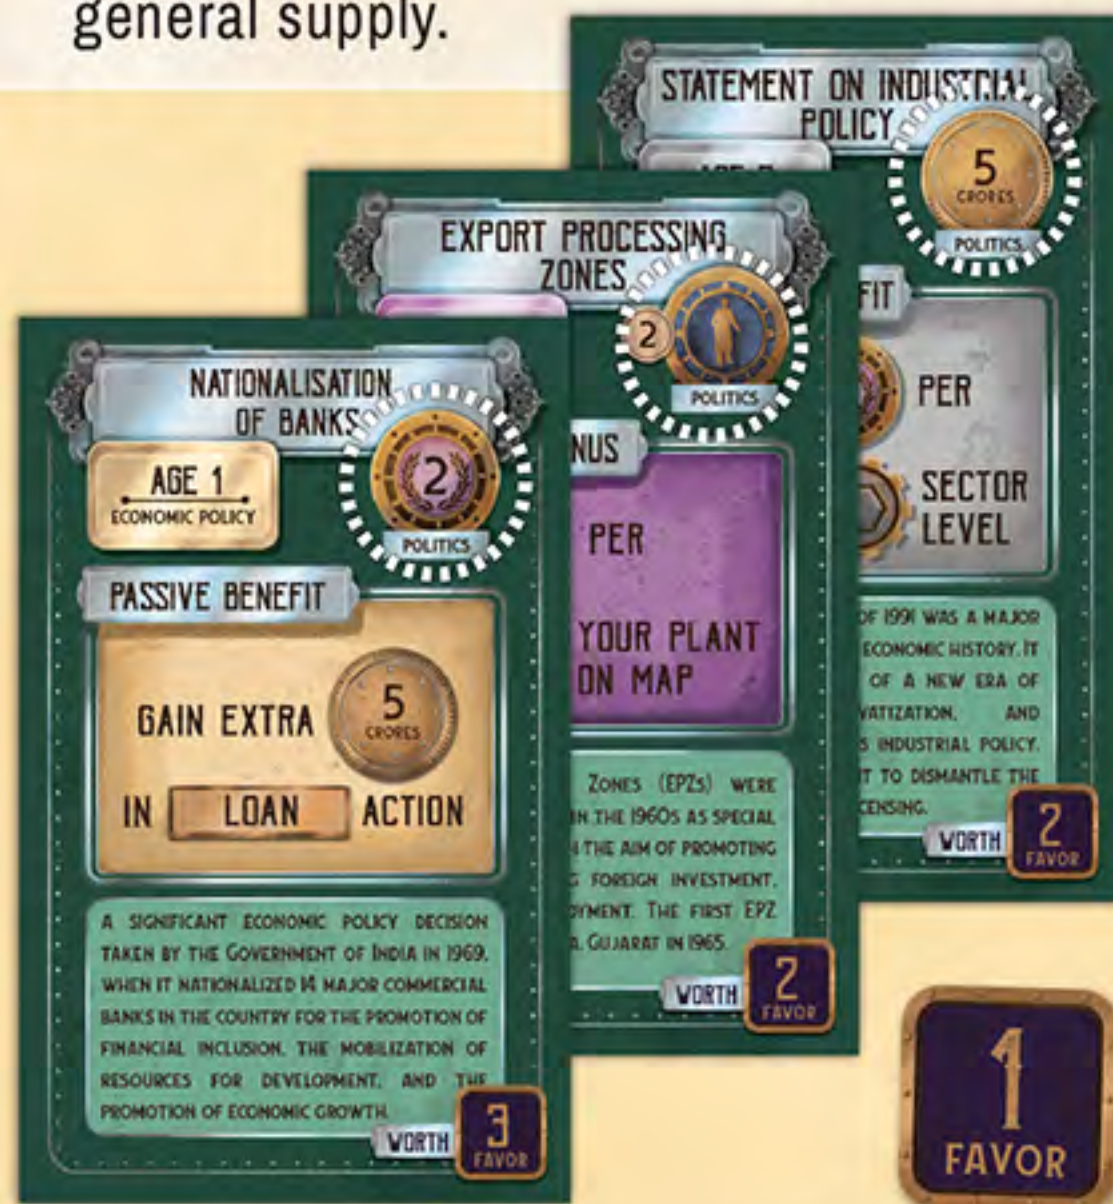 general supply.
STATEMENT ON INDUSTRIAL
POLICY
5
CRORES
POLITICS
FIT
PER
SECTOR
LEVEL
OF 1991 WAS A MAJOR
ECONOMIC HISTORY. IT
OF A NEW ERA OF
VATIZATION, AND
S INDUSTRIAL POLICY.
T TO DISMANTLE THE
CENSING.
WORTH
2
FAVOR
EXPORT PROCESSING
ZONES
2
POLITICS
NUS
PER
YOUR PLANT
ON MAP
ZONES (EPZS) WERE
IN THE 1960S AS SPECIAL
H THE AIM OF PROMOTING
G FOREIGN INVESTMENT,
OYMENT. THE FIRST EPZ
A, GUJARAT IN 1965.
WORTH
2
FAVOR
NATIONALISATION
OF BANKS
AGE 1
ECONOMIC POLICY
2
POLITICS
PASSIVE BENEFIT
GAIN EXTRA
5
CRORES
IN LOAN ACTION
A SIGNIFICANT ECONOMIC POLICY DECISION
TAKEN BY THE GOVERNMENT OF INDIA IN 1969,
WHEN IT NATIONALIZED 14 MAJOR COMMERCIAL
BANKS IN THE COUNTRY FOR THE PROMOTION OF
FINANCIAL INCLUSION, THE MOBILIZATION OF
RESOURCES FOR DEVELOPMENT, AND THE
PROMOTION OF ECONOMIC GROWTH.
WORTH
3
FAVOR
1
FAVOR